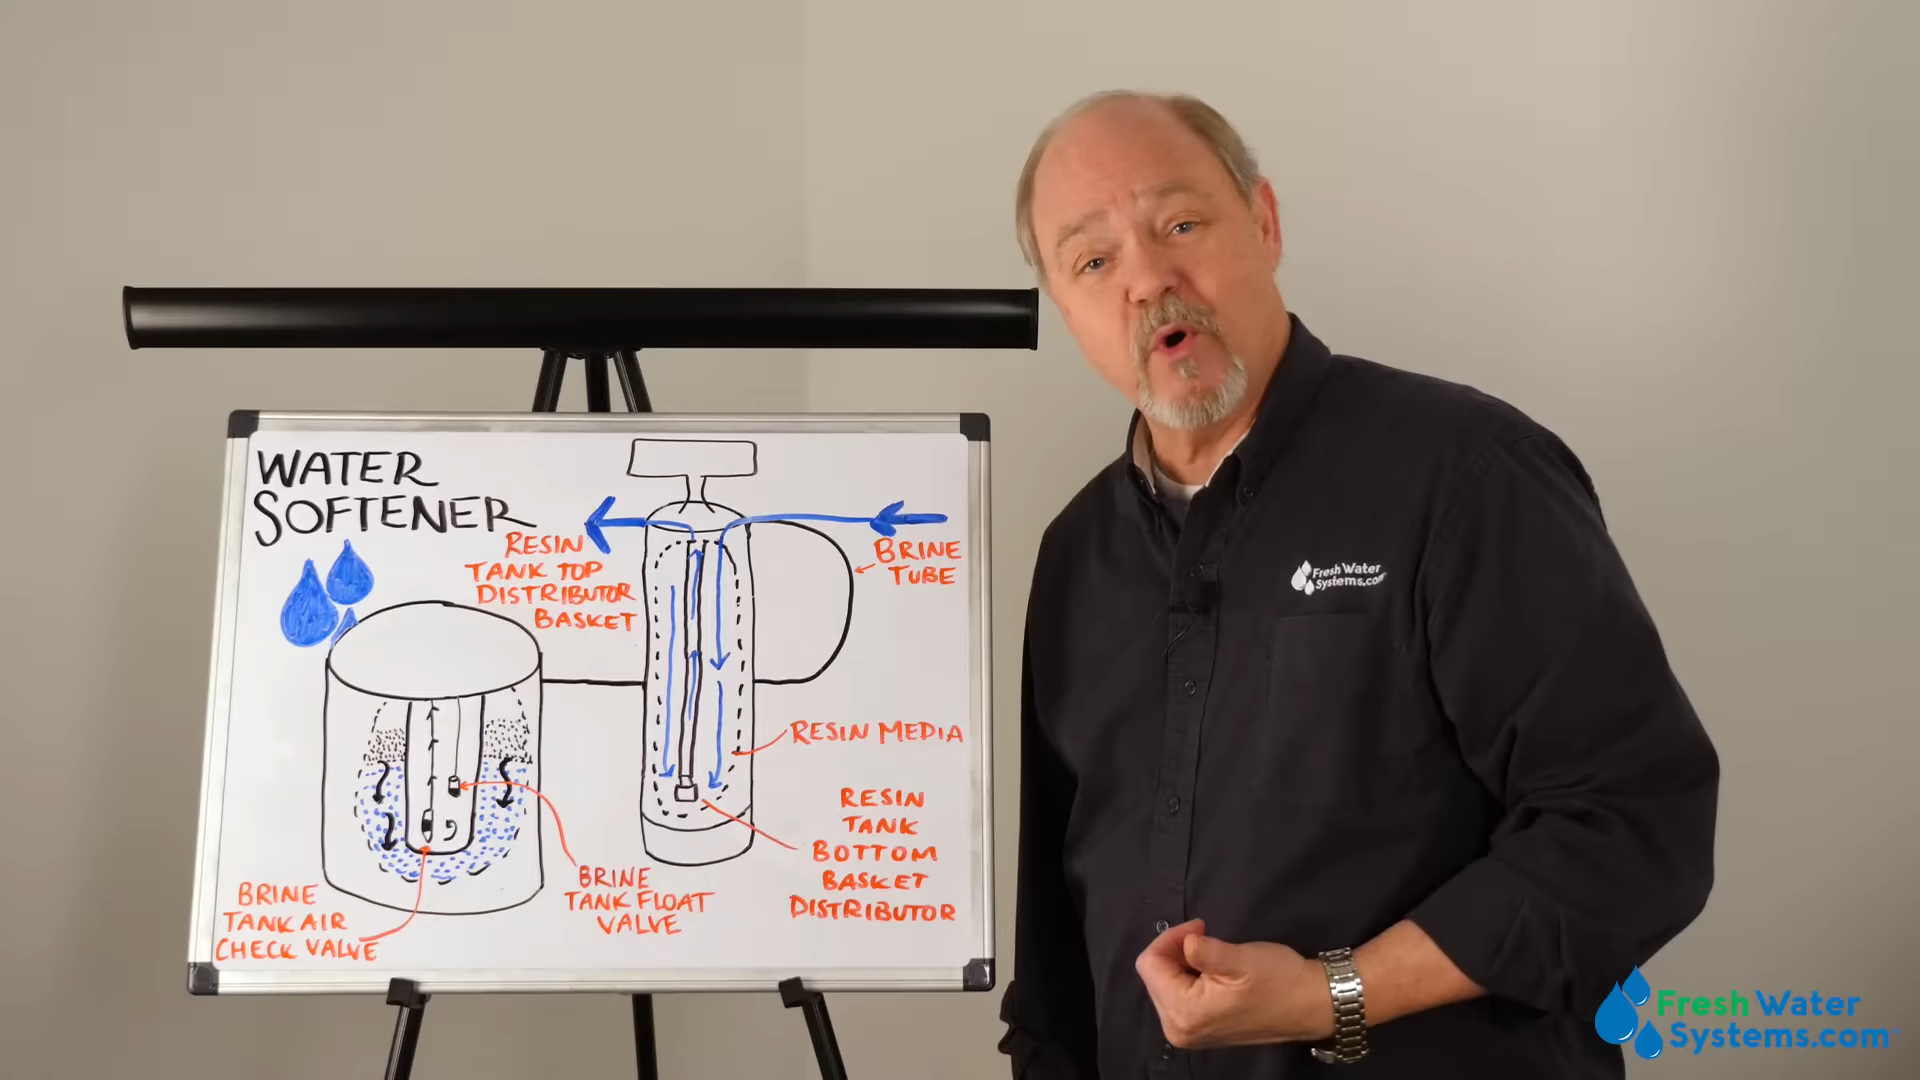 WATER
SOFTENER
RESIN
TANK TOP
DISTRIBUTOR
BASKET
BRINE
TUBE
RESIN MEDIA
RESIN
TANK
BOTTOM
BASKET
DISTRIBUTOR
BRINE
TANK FLOAT
VALVE
BRINE
TANK AIR
CHECK VALVE
Fresh Water
Systems.com
Fresh Water
Systems.com